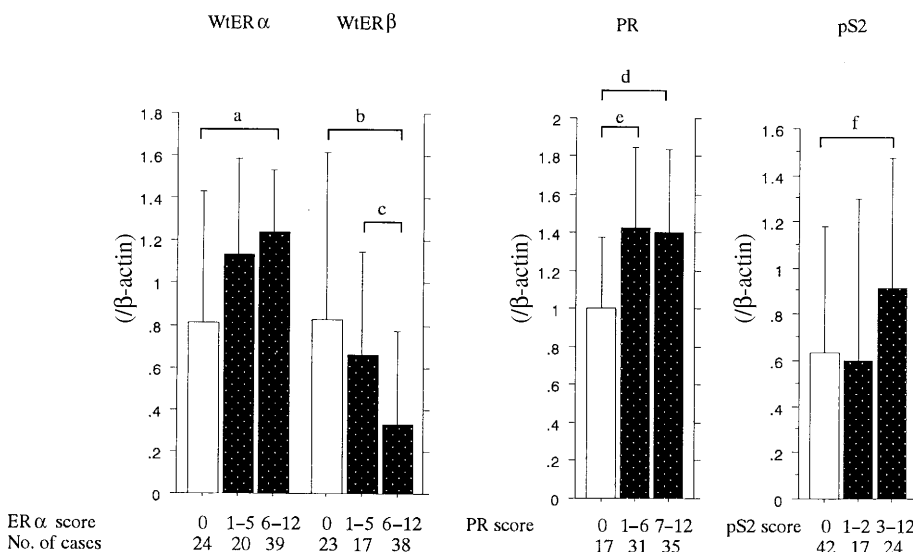 WtER α
WtER β
PR
pS2
a
b
c
d
e
f
(/β-actin)
1.8
1.6
1.4
1.2
1
.8
.6
.4
.2
0
(/β-actin)
2
1.8
1.6
1.4
1.2
1
.8
.6
.4
.2
0
(/β-actin)
1.6
1.4
1.2
1
.8
.6
.4
.2
0
ER α score 0 1–5 6–12 0 1–5 6–12
No. of cases 24 20 39 23 17 38
PR score 0 1–6 7–12
17 31 35
pS2 score 0 1–2 3–12
42 17 24